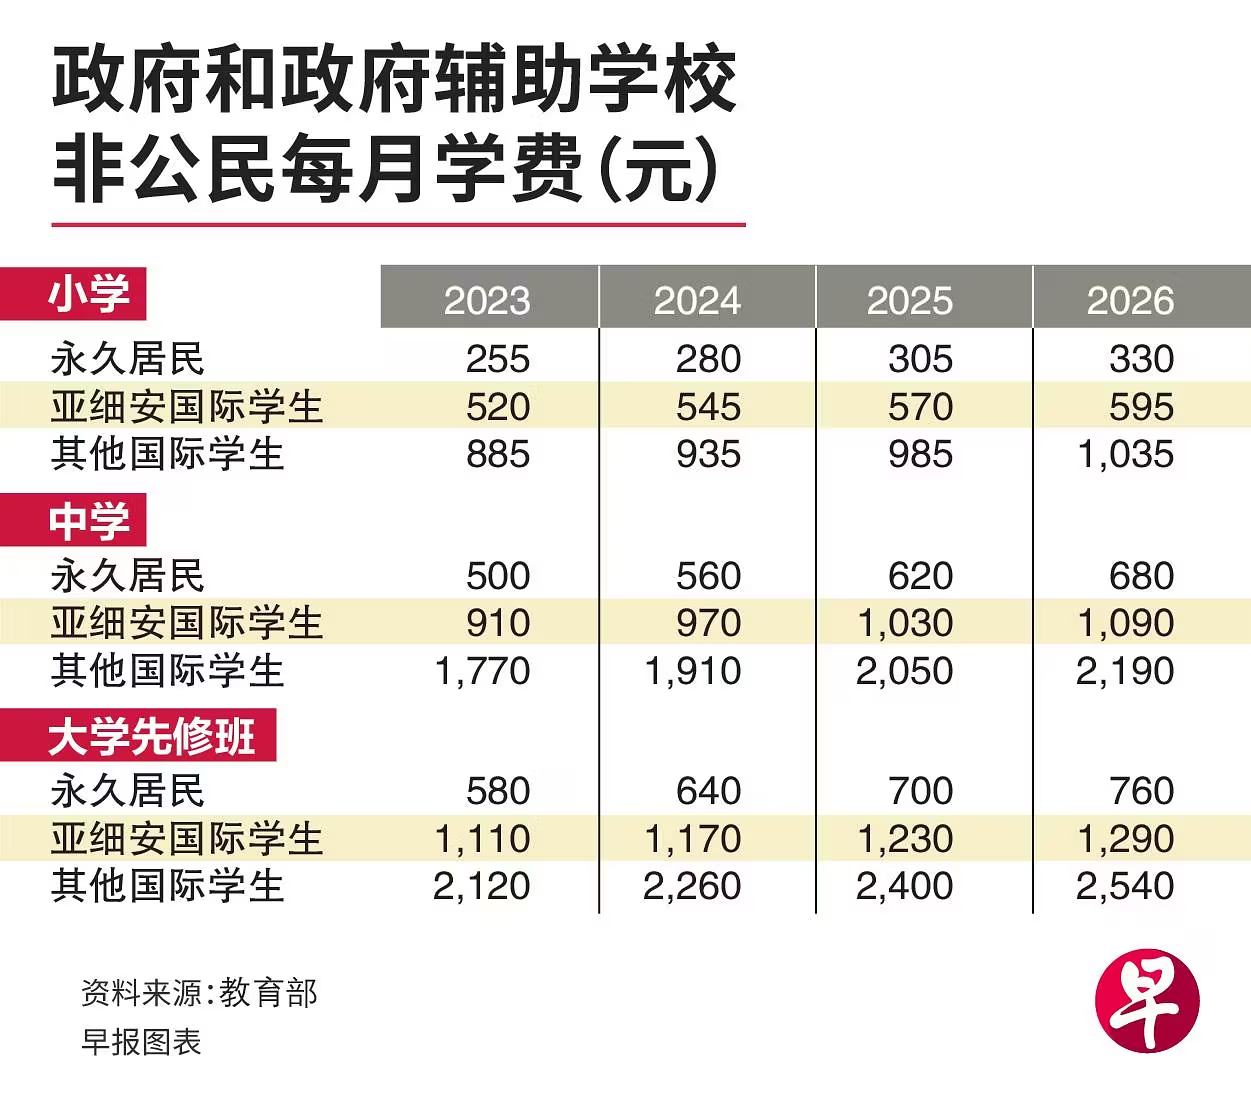 政府和政府辅助学校
非公民每月学费(元)
小学 2023 2024 2025 2026
永久居民 255 280 305 330
亚细安国际学生 520 545 570 595
其他国际学生 885 935 985 1,035
中学
永久居民 500 560 620 680
亚细安国际学生 910 970 1,030 1,090
其他国际学生 1,770 1,910 2,050 2,190
大学先修班
永久居民 580 640 700 760
亚细安国际学生 1,110 1,170 1,230 1,290
其他国际学生 2,120 2,260 2,400 2,540
资料来源:教育部
早报图表
早